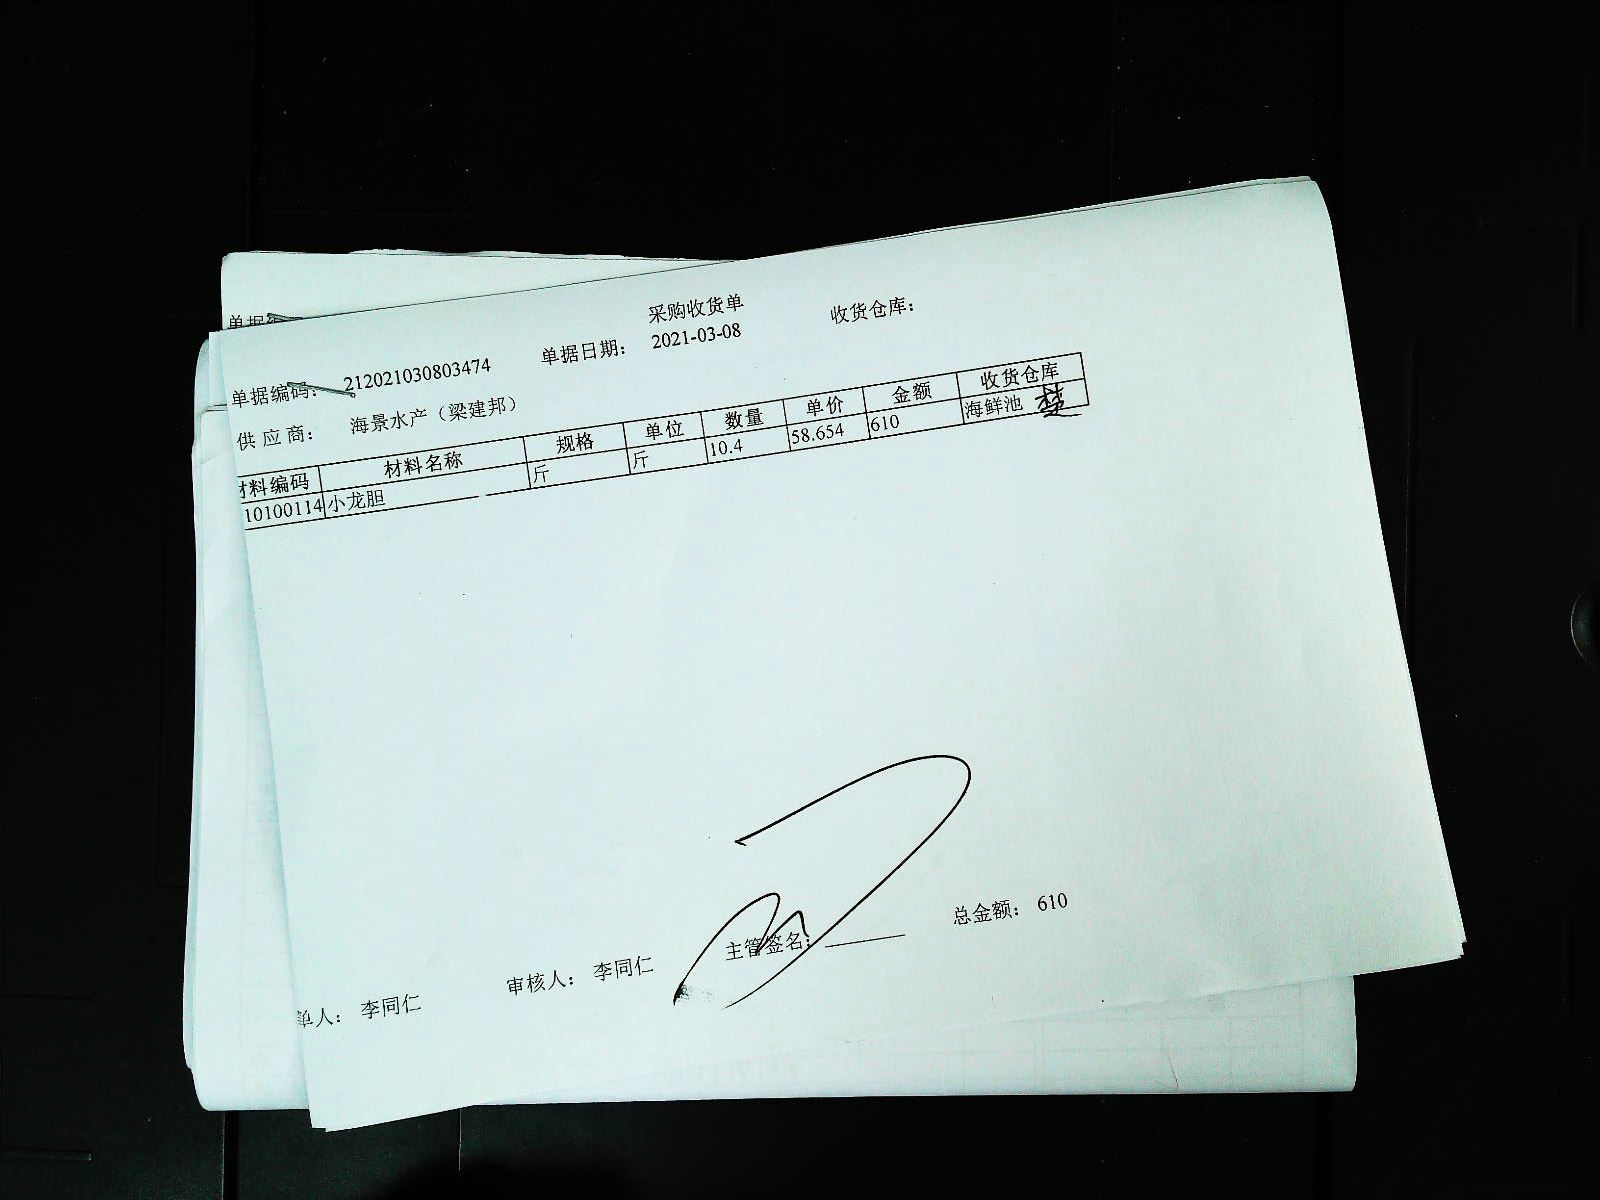 单据编
采购收货单
单据编码： 212021030803474 单据日期： 2021-03-08 收货仓库：
供应商： 海景水产（梁建邦）
材料编码 材料名称 规格 单位 数量 单价 金额 收货仓库
10100114 小龙胆 斤 斤 10.4 58.654 610 海鲜池
单人： 李同仁 审核人： 李同仁 主管签名： 总金额： 610